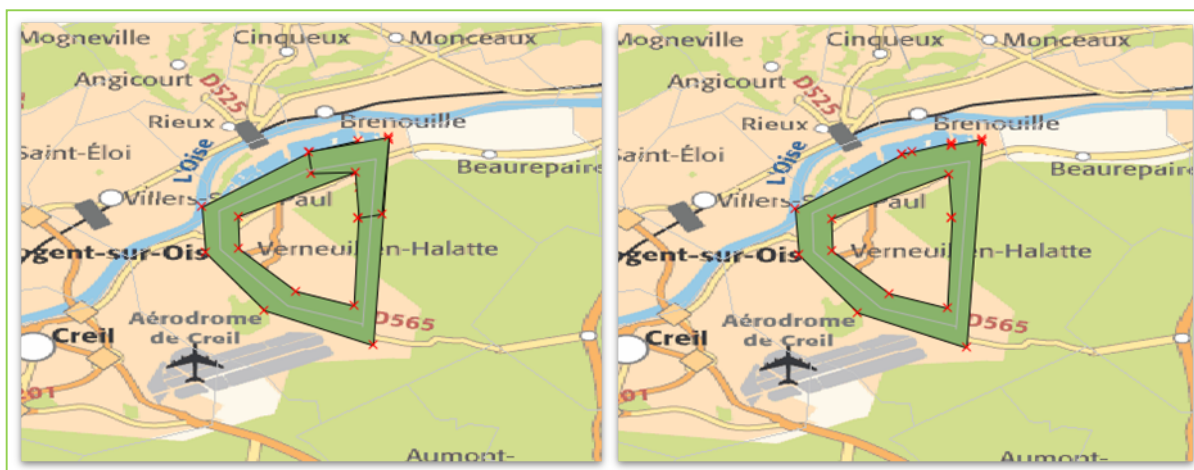 Mogneville
Cinqueux
Monceaux
Angicourt
D525
Rieux
Brenouille
L'Oise
Saint-Éloi
Beaurepaire
Villers-S
Paul
ogent-sur-Ois
Verneuil-en-Halatte
Aérodrome
de Creil
D565
Creil
201
Aumont-
Mogneville
Cinqueux
Monceaux
Angicourt
D525
Rieux
Brenouille
L'Oise
Saint-Éloi
Beaurepaire
Villers-S
Paul
ogent-sur-Ois
Verneuil-en-Halatte
Aérodrome
de Creil
D565
Creil
201
Aumont-